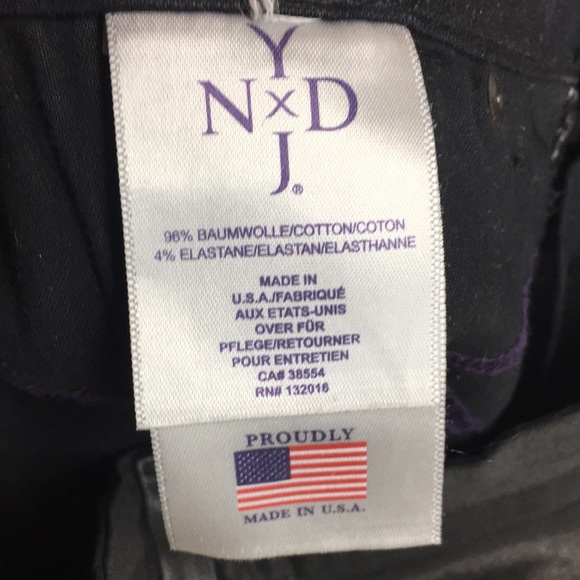 Y
N×D
J®
96% BAUMWOLLE/COTTON/COTON
4% ELASTANE/ELASTAN/ELASTHANNE
MADE IN
U.S.A./FABRIQUÉ
AUX ETATS-UNIS
OVER FÜR
PFLEGE/RETOURNER
POUR ENTRETIEN
CA# 38554
RN# 132016
PROUDLY
MADE IN U.S.A.